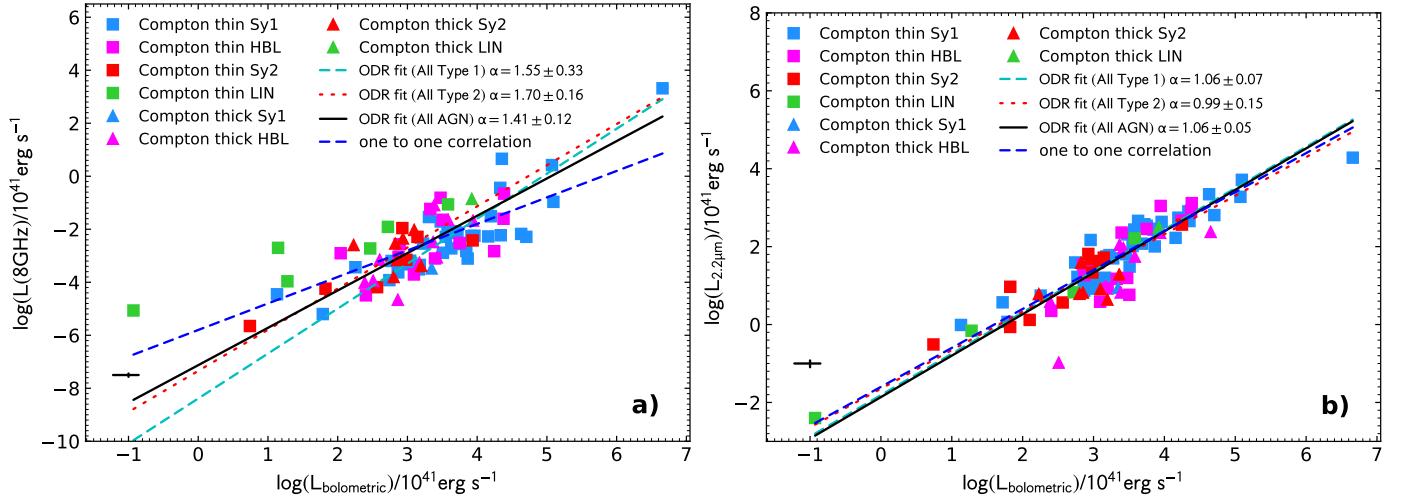 Compton thin Sy1
Compton thin HBL
Compton thin Sy2
Compton thin LIN
Compton thick Sy1
Compton thick HBL
Compton thick Sy2
Compton thick LIN
ODR fit (All Type 1) α=1.55±0.33
ODR fit (All Type 2) α=1.70±0.16
ODR fit (All AGN) α=1.41±0.12
one to one correlation
6
4
2
0
−2
−4
−6
−8
−10
log(L(8GHz)/10⁴¹erg s⁻¹
a)
−1 0 1 2 3 4 5 6 7
log(L_bolometric)/10⁴¹erg s⁻¹
Compton thin Sy1
Compton thin HBL
Compton thin Sy2
Compton thin LIN
Compton thick Sy1
Compton thick HBL
Compton thick Sy2
Compton thick LIN
ODR fit (All Type 1) α=1.06±0.07
ODR fit (All Type 2) α=0.99±0.15
ODR fit (All AGN) α=1.06±0.05
one to one correlation
8
6
4
2
0
−2
log(L_2.2μm)/10⁴¹erg s⁻¹
b)
−1 0 1 2 3 4 5 6 7
log(L_bolometric)/10⁴¹erg s⁻¹